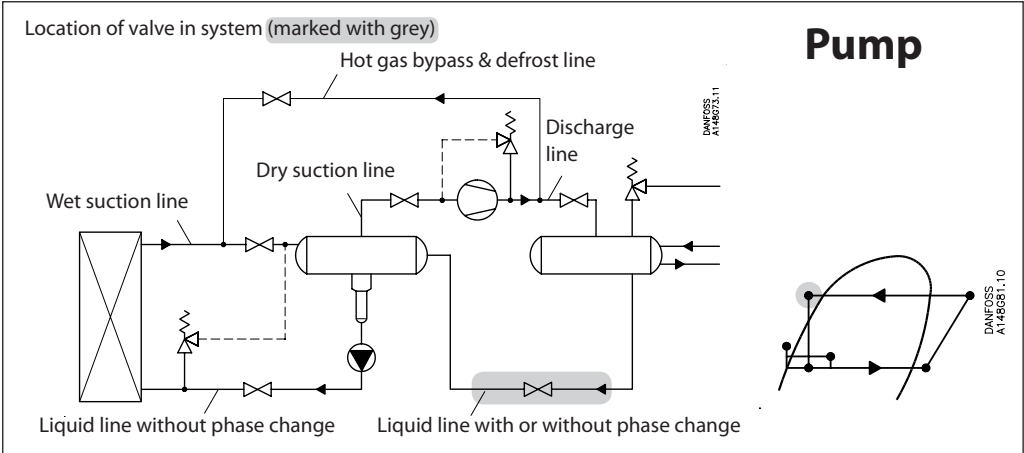 Location of valve in system (marked with grey)
Pump
Hot gas bypass & defrost line
DANFOSS
A148G73.11
Discharge
line
Dry suction line
Wet suction line
DANFOSS
A148G81.10
Liquid line without phase change
Liquid line with or without phase change